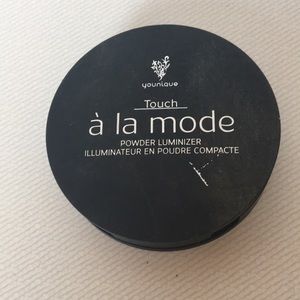 younique
Touch
à la mode
POWDER LUMINIZER
ILLUMINATEUR EN POUDRE COMPACTE